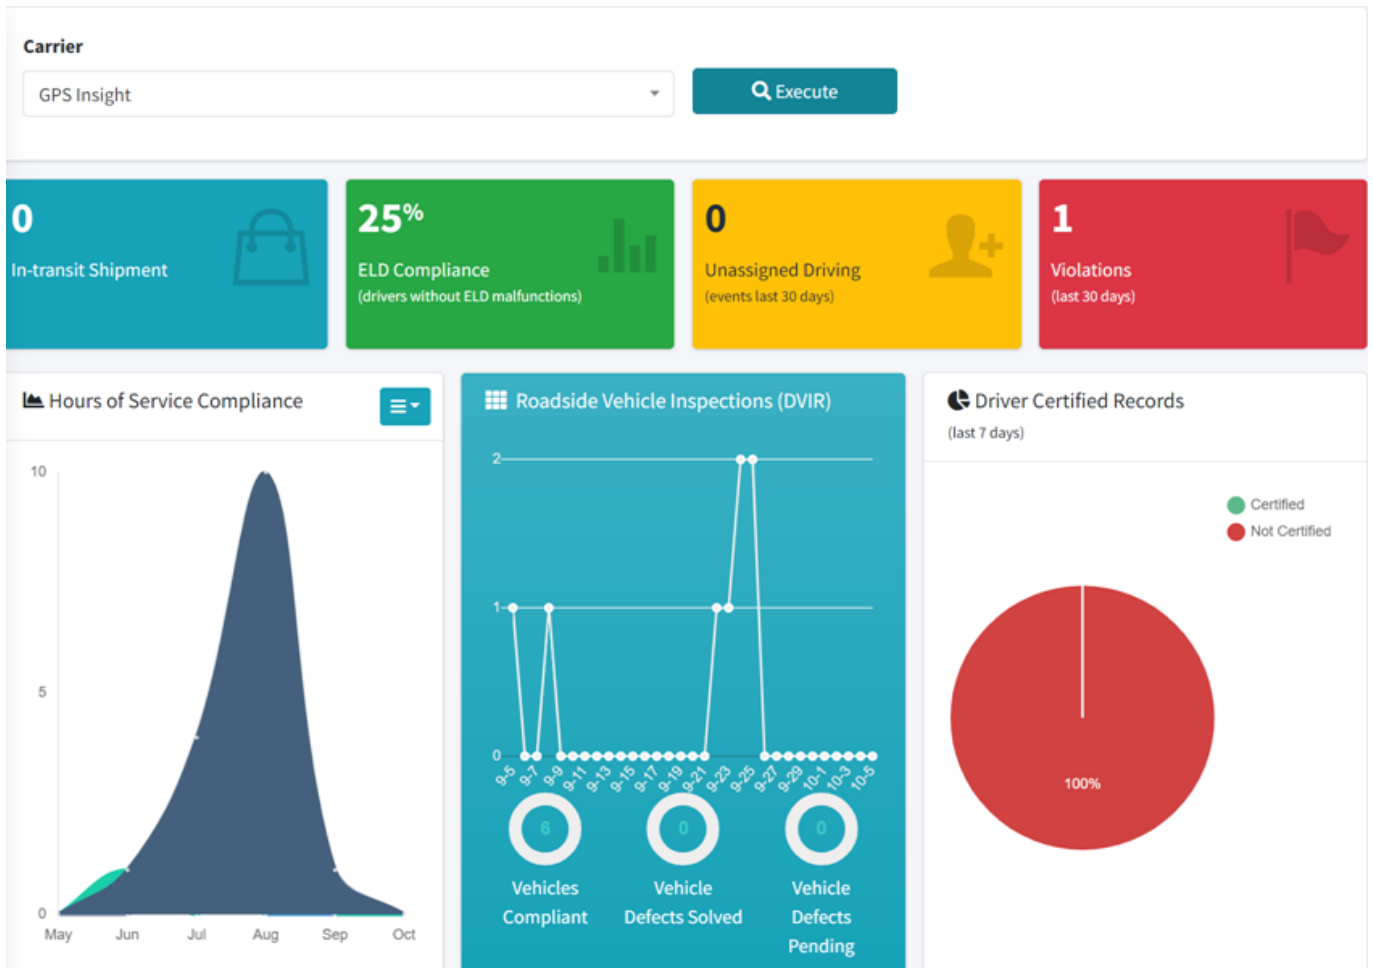 Carrier
GPS Insight
Execute
0
In-transit Shipment
25%
ELD Compliance
(drivers without ELD malfunctions)
0
Unassigned Driving
(events last 30 days)
1
Violations
(last 30 days)
Hours of Service Compliance
10
5
0
May Jun Jul Aug Sep Oct
Roadside Vehicle Inspections (DVIR)
2
1
0
9-5 9-7 9-9 9-11 9-13 9-15 9-17 9-19 9-21 9-23 9-25 9-27 9-29 10-1 10-3 10-5
6
Vehicles
Compliant
0
Vehicle
Defects Solved
0
Vehicle
Defects
Pending
Driver Certified Records
(last 7 days)
Certified
Not Certified
100%